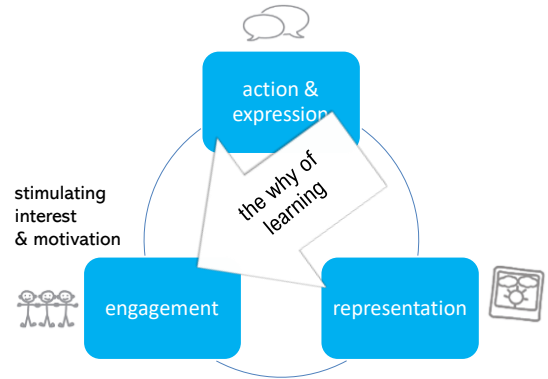 action &
expression
the why of
learning
stimulating
interest
& motivation
engagement
representation